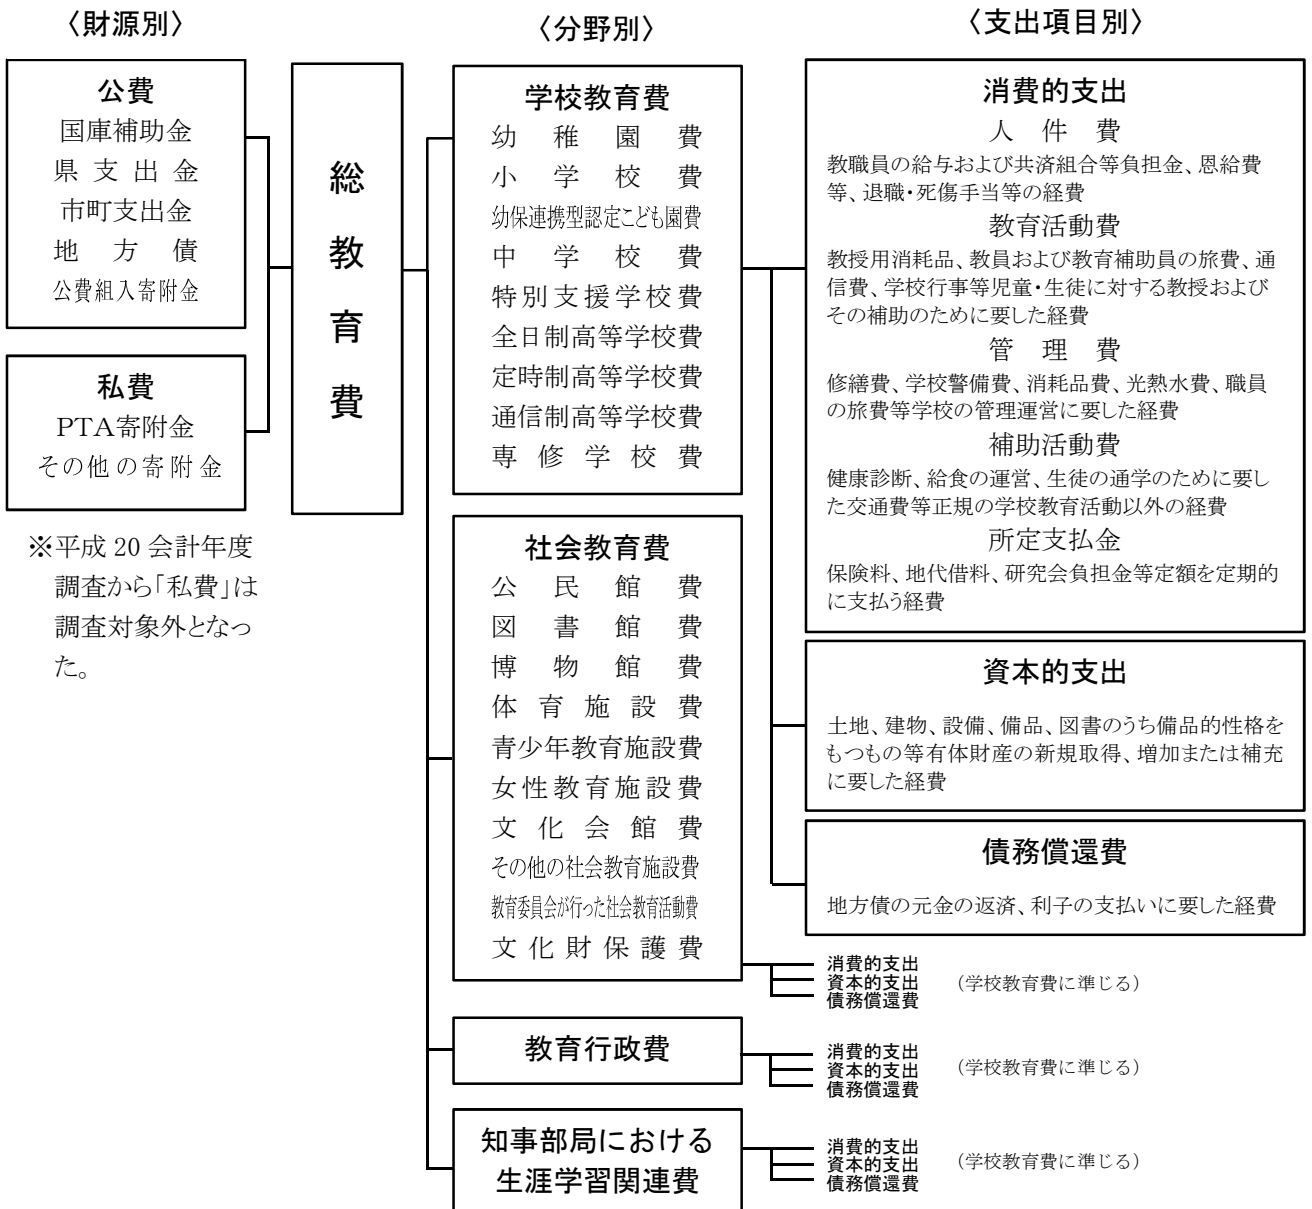 〈財源別〉
公費
国庫補助金
県支出金
市町支出金
地方債
公費組入寄附金
私費
PTA寄附金
その他の寄附金
※平成 20 会計年度
調査から「私費」は
調査対象外となっ
た。
総教育費
〈分野別〉
学校教育費
幼稚園費
小学校費
幼保連携型認定こども園費
中学校費
特別支援学校費
全日制高等学校費
定時制高等学校費
通信制高等学校費
専修学校費
社会教育費
公民館費
図書館費
博物館費
体育施設費
青少年教育施設費
女性教育施設費
文化会館費
その他の社会教育施設費
教育委員会が行った社会教育活動費
文化財保護費
教育行政費
知事部局における
生涯学習関連費
〈支出項目別〉
消費的支出
人件費
教職員の給与および共済組合等負担金、恩給費
等、退職・死傷手当等の経費
教育活動費
教授用消耗品、教員および教育補助員の旅費、通
信費、学校行事等児童・生徒に対する教授および
その補助のために要した経費
管理費
修繕費、学校警備費、消耗品費、光熱水費、職員
の旅費等学校の管理運営に要した経費
補助活動費
健康診断、給食の運営、生徒の通学のために要し
た交通費等正規の学校教育活動以外の経費
所定支払金
保険料、地代借料、研究会負担金等定額を定期的
に支払う経費
資本的支出
土地、建物、設備、備品、図書のうち備品的性格を
もつもの等有体財産の新規取得、増加または補充
に要した経費
債務償還費
地方債の元金の返済、利子の支払いに要した経費
消費的支出
資本的支出 （学校教育費に準じる）
債務償還費
消費的支出
資本的支出 （学校教育費に準じる）
債務償還費
消費的支出
資本的支出 （学校教育費に準じる）
債務償還費